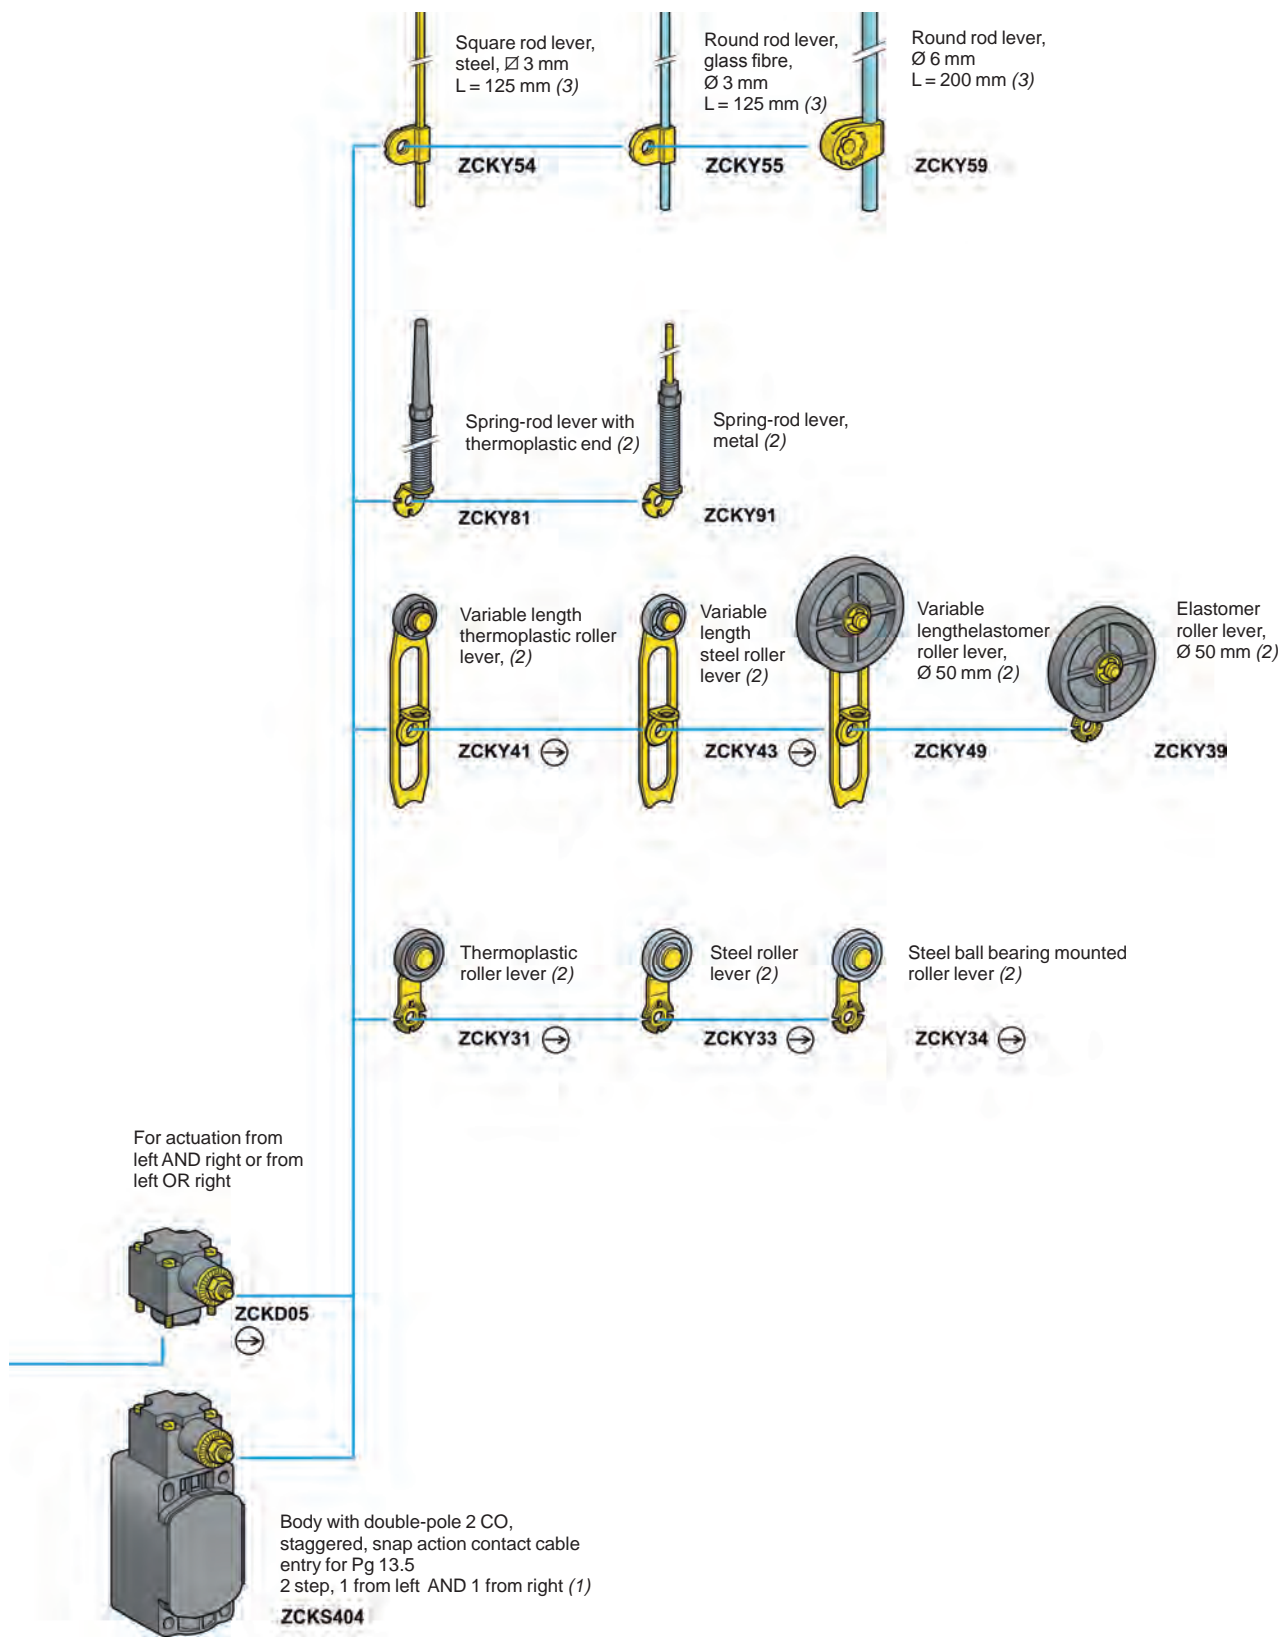 Square rod lever,
steel, ⍁ 3 mm
L = 125 mm (3)
ZCKY54
Round rod lever,
glass fibre,
Ø 3 mm
L = 125 mm (3)
ZCKY55
Round rod lever,
Ø 6 mm
L = 200 mm (3)
ZCKY59
Spring-rod lever with
thermoplastic end (2)
ZCKY81
Spring-rod lever,
metal (2)
ZCKY91
Variable length
thermoplastic roller
lever, (2)
ZCKY41
Variable
length
steel roller
lever (2)
ZCKY43
Variable
lengthelastomer
roller lever,
Ø 50 mm (2)
ZCKY49
Elastomer
roller lever,
Ø 50 mm (2)
ZCKY39
Thermoplastic
roller lever (2)
ZCKY31
Steel roller
lever (2)
ZCKY33
Steel ball bearing mounted
roller lever (2)
ZCKY34
For actuation from
left AND right or from
left OR right
ZCKD05
Body with double-pole 2 CO,
staggered, snap action contact cable
entry for Pg 13.5
2 step, 1 from left AND 1 from right (1)
ZCKS404